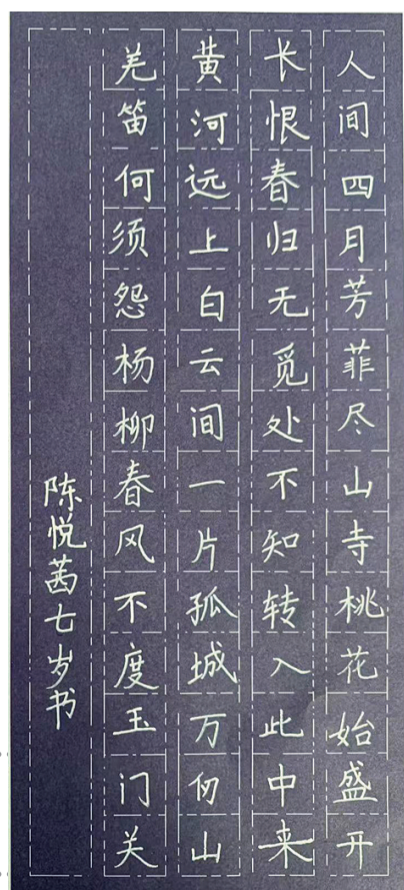 人间四月芳菲尽山寺桃花始盛开
长恨春归无觅处不知转入此中来
黄河远上白云间一片孤城万仞山
羌笛何须怨杨柳春风不度玉门关
陈悦茜七岁书